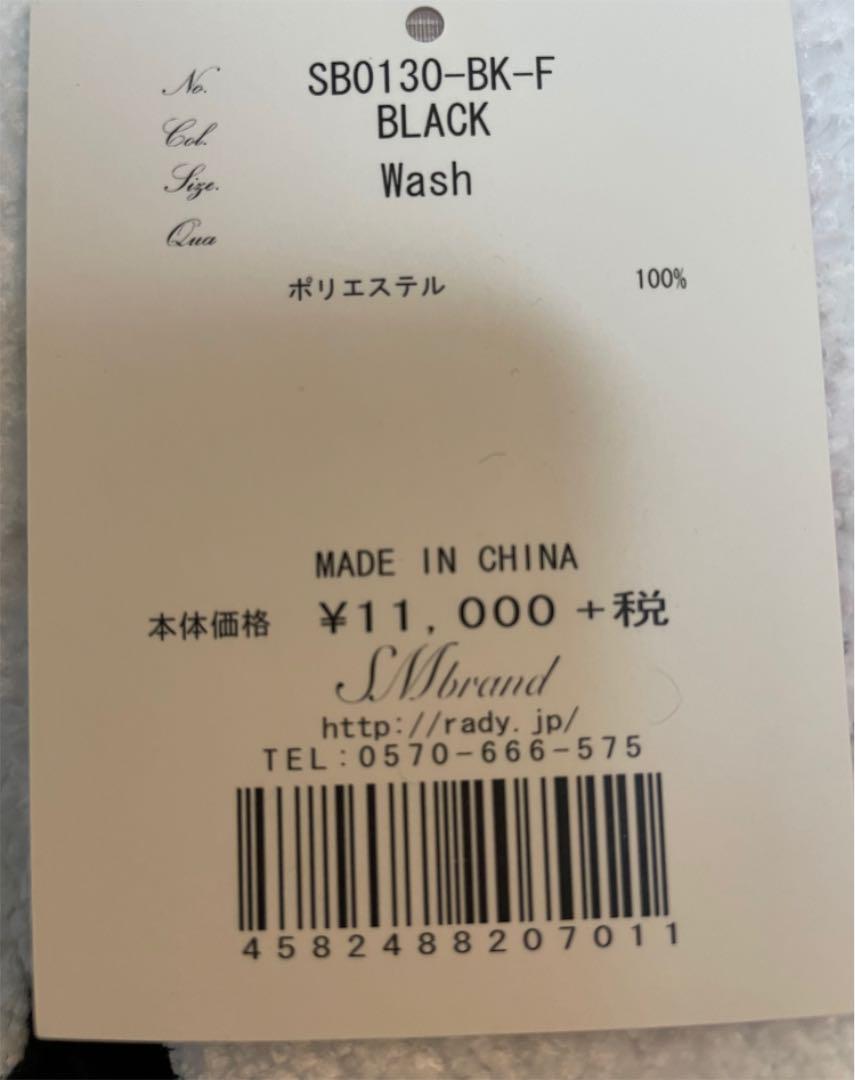 No. SB0130-BK-F
Col. BLACK
Size. Wash
Qua
ポリエステル 100%
MADE IN CHINA
本体価格 ¥11,000+税
SMbrand
http://rady.jp/
TEL:0570-666-575
4582488207011